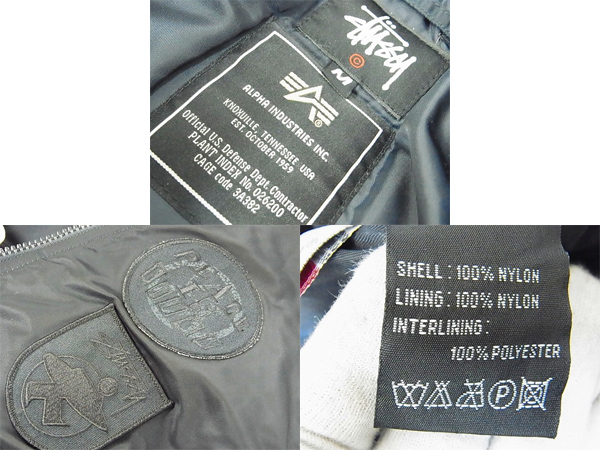 STÜSSY
©
M
ALPHA INDUSTRIES INC.
KNOXVILLE, TENNESSEE, USA
EST. OCTOBER 1959
Official U.S. Defense Dept. Contractor
PLANT INDEX No. 026200
CAGE code 3A382
Stüssy
SHELL: 100% NYLON
LINING: 100% NYLON
INTERLINING:
100% POLYESTER
P